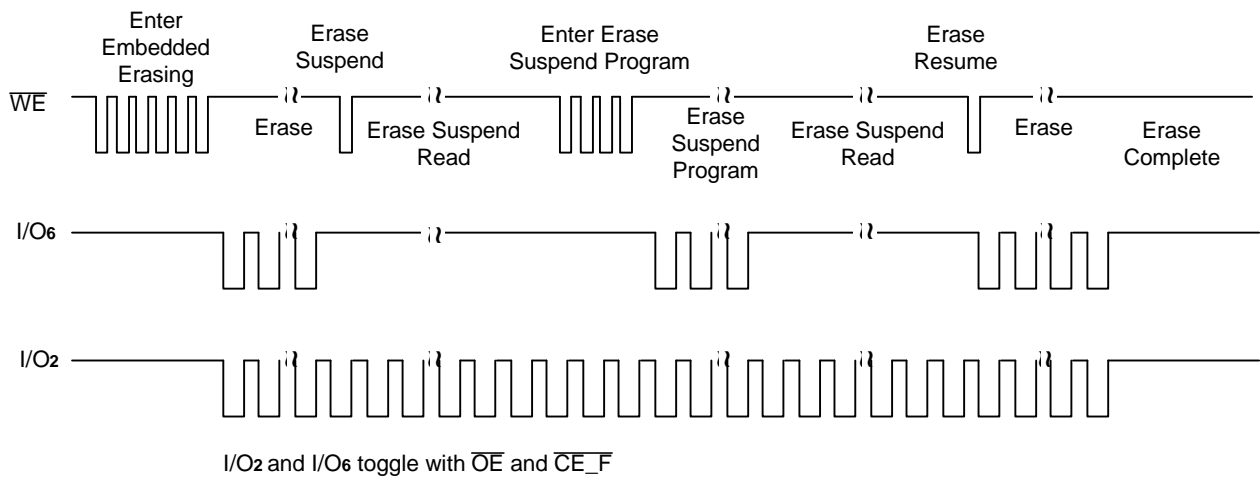 Enter
Embedded
Erasing
Erase
Suspend
Enter Erase
Suspend Program
Erase
Resume
WE
Erase
Erase Suspend
Read
Erase
Suspend
Program
Erase Suspend
Read
Erase
Erase
Complete
I/O6
I/O2
I/O2 and I/O6 toggle with OE and CE_F